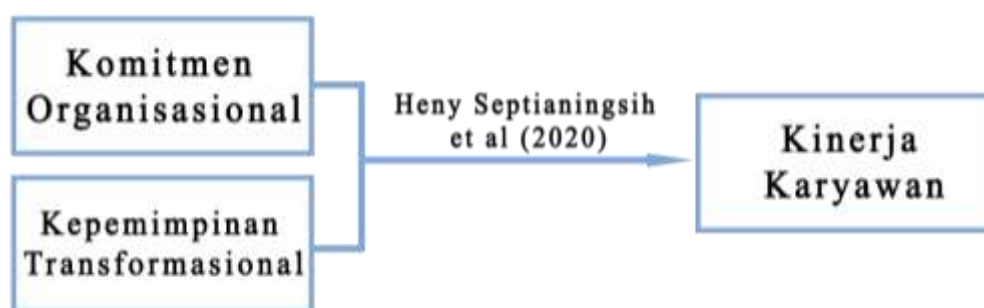 Komitmen
Organisasional
Heny Septianingsih
et al (2020)
Kinerja
Karyawan
Kepemimpinan
Transformasional